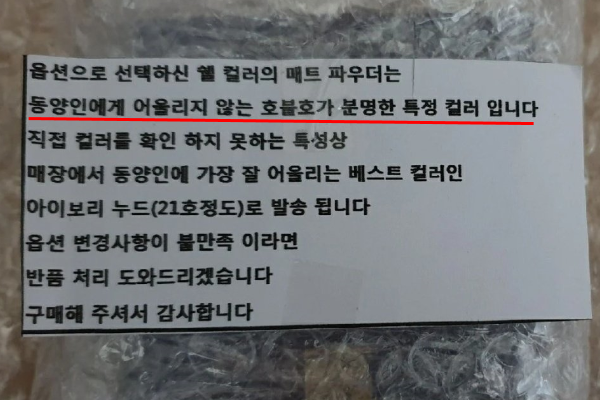 옵션으로 선택하신 쉘 컬러의 매트 파우더는
동양인에게 어울리지 않는 호불호가 분명한 특정 컬러 입니다
직접 컬러를 확인 하지 못하는 특성상
매장에서 동양인에 가장 잘 어울리는 베스트 컬러인
아이보리 누드(21호정도)로 발송 됩니다
옵션 변경사항이 불만족 이라면
반품 처리 도와드리겠습니다
구매해 주셔서 감사합니다